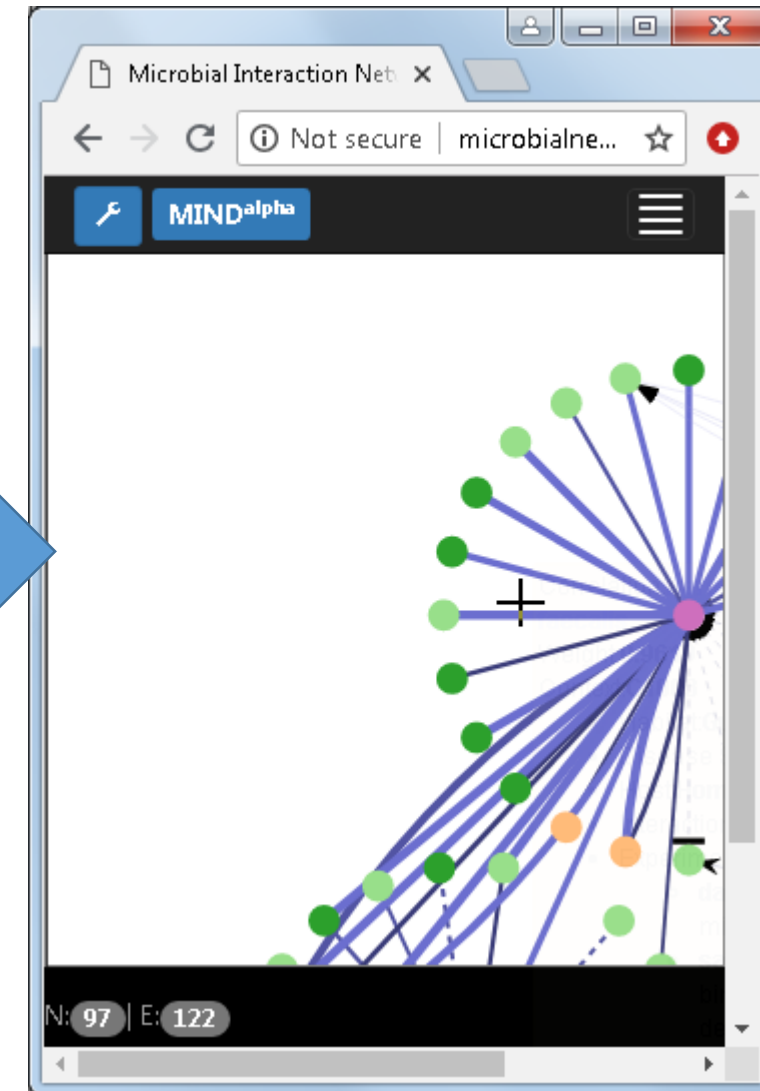 Microbial Interaction Net
Not secure | microbialne...
MINDalpha
N: 97 | E: 122